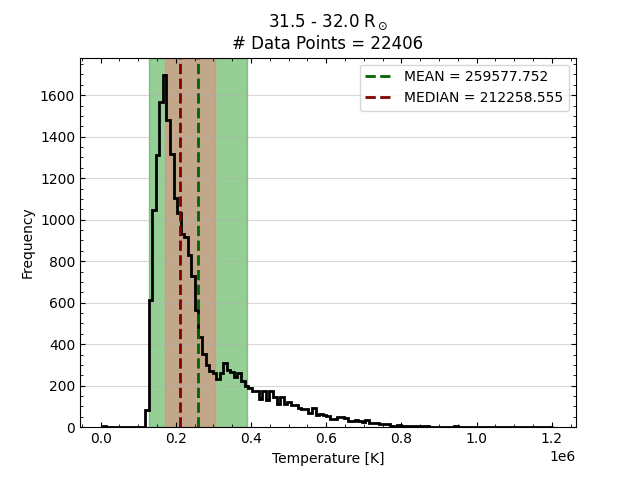 31.5 - 32.0 R⊙
# Data Points = 22406
MEAN = 259577.752
MEDIAN = 212258.555
Frequency
1600
1400
1200
1000
800
600
400
200
0
0.0 0.2 0.4 0.6 0.8 1.0 1.2
1e6
Temperature [K]